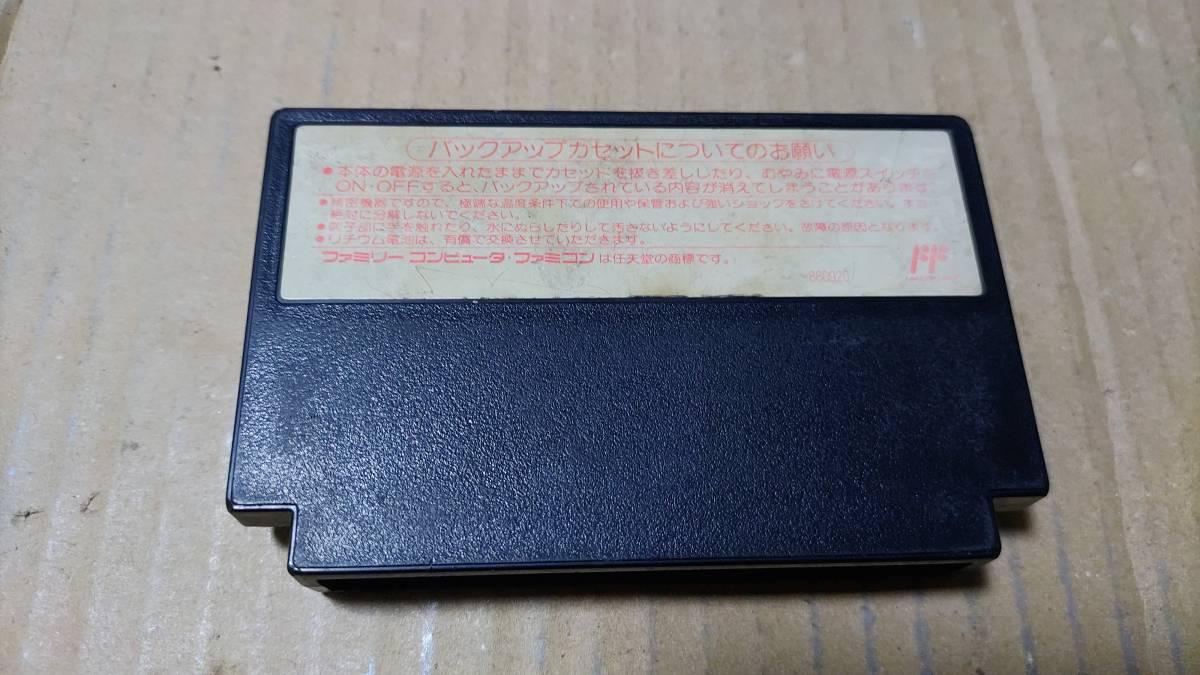 バックアップカセットについてのお願い
●本体の電源を入れたままでカセットを抜き差ししたり、むやみに電源スイッチを
ON・OFFすると、バックアップされている内容が消えてしまうことがあります。
●精密機器ですので、極端な温度条件下での使用や保管および強いショックをさけてください。
絶対に分解しないでください。
●端子部に手を触れたり、水にぬらしたりして汚さないようにしてください。故障の原因となります。
●リチウム電池は、有償で交換させていただきます。
ファミリーコンピュータ・ファミコンは任天堂の商標です。
880920
FF